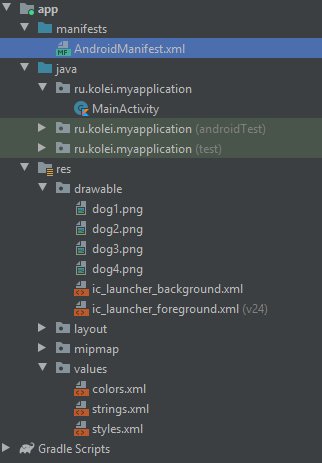 app
manifests
AndroidManifest.xml
java
ru.kolei.myapplication
MainActivity
ru.kolei.myapplication (androidTest)
ru.kolei.myapplication (test)
res
drawable
dog1.png
dog2.png
dog3.png
dog4.png
ic_launcher_background.xml
ic_launcher_foreground.xml (v24)
layout
mipmap
values
colors.xml
strings.xml
styles.xml
Gradle Scripts